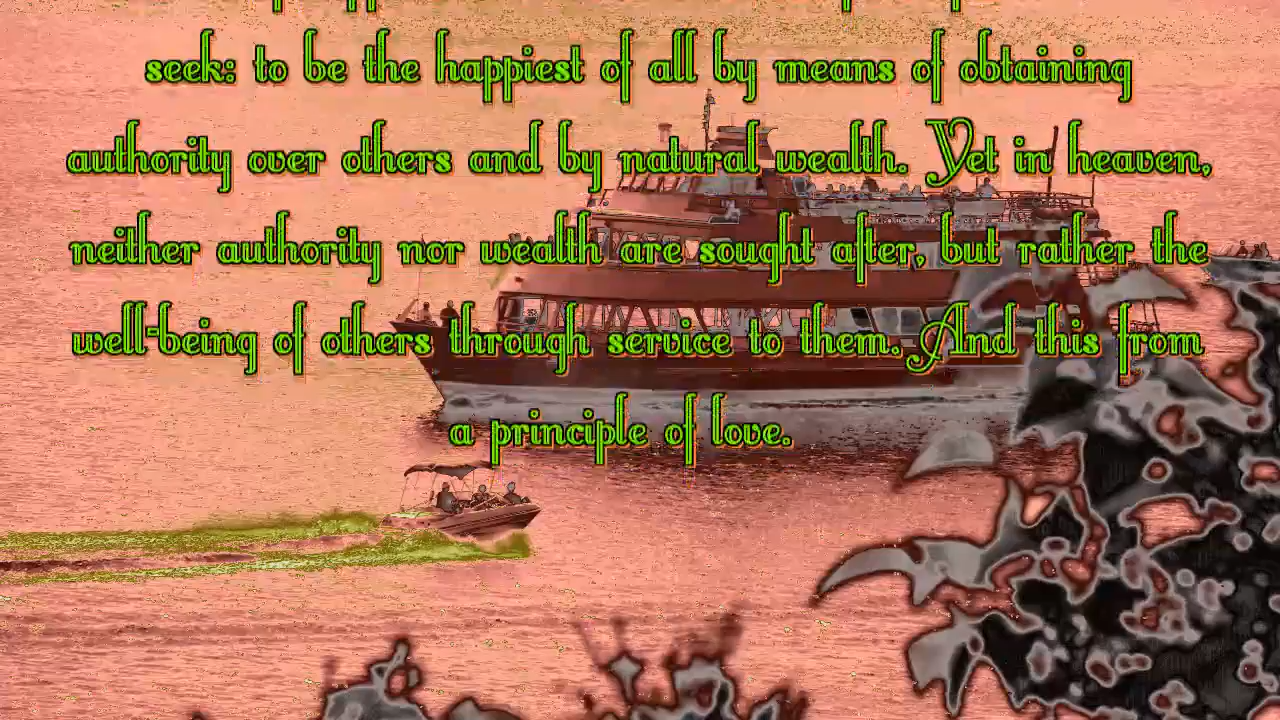 seek: to be the happiest of all by means of obtaining
authority over others and by natural wealth. Yet in heaven,
neither authority nor wealth are sought after, but rather the
well-being of others through service to them. And this from
a principle of love.